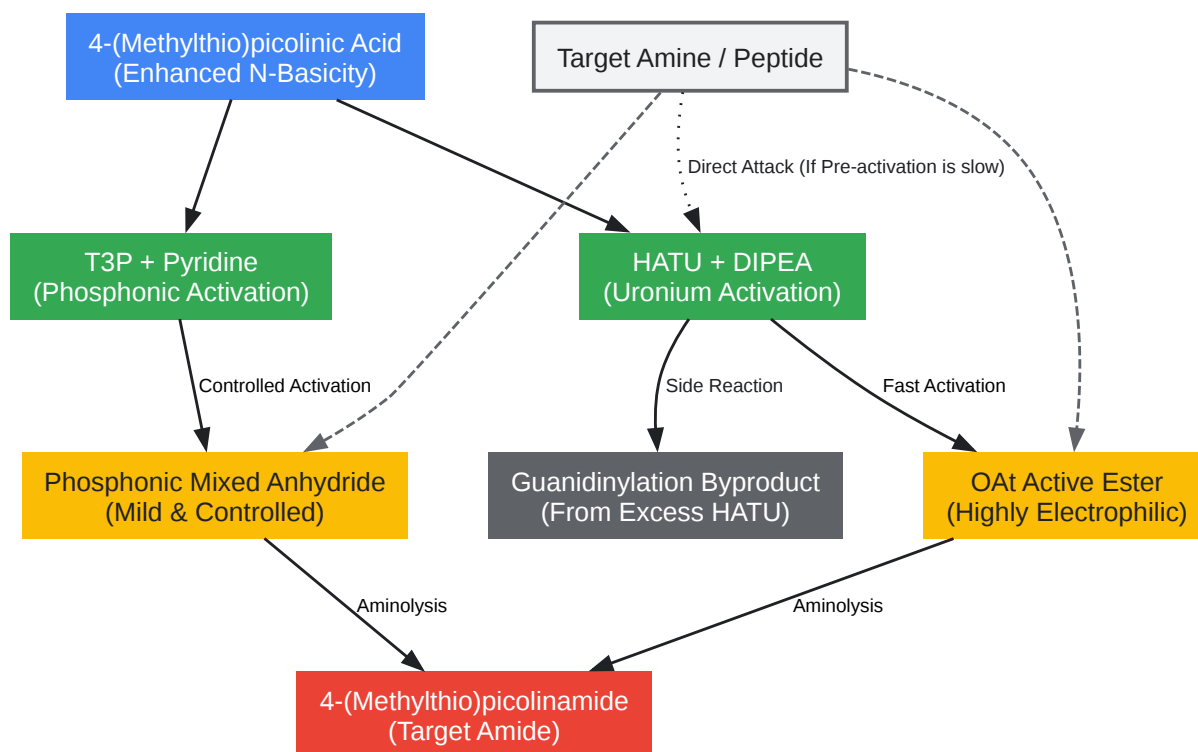 4-(Methylthio)picolinic Acid
(Enhanced N-Basicity)
Target Amine / Peptide
Direct Attack (If Pre-activation is slow)
T3P + Pyridine
(Phosphonic Activation)
HATU + DIPEA
(Uronium Activation)
Controlled Activation
Side Reaction
Fast Activation
Phosphonic Mixed Anhydride
(Mild & Controlled)
Guanidinylation Byproduct
(From Excess HATU)
OAt Active Ester
(Highly Electrophilic)
Aminolysis
Aminolysis
4-(Methylthio)picolinamide
(Target Amide)